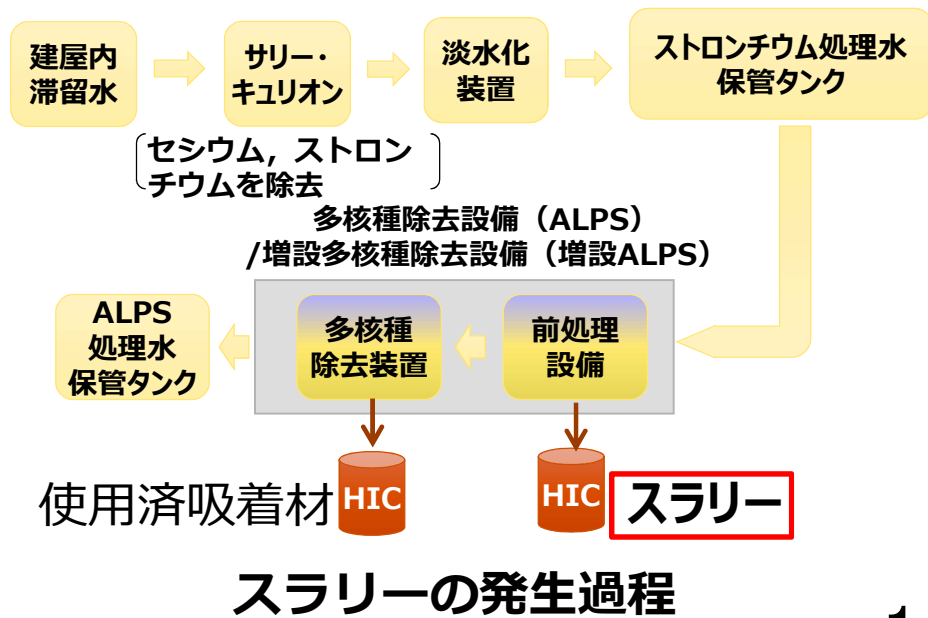 建屋内
滞留水
サリー・
キュリオン
淡水化
装置
ストロンチウム処理水
保管タンク
セシウム，ストロン
チウムを除去
多核種除去設備（ALPS）
/増設多核種除去設備（増設ALPS）
ALPS
処理水
保管タンク
多核種
除去装置
前処理
設備
使用済吸着材
HIC
HIC
スラリー
スラリーの発生過程